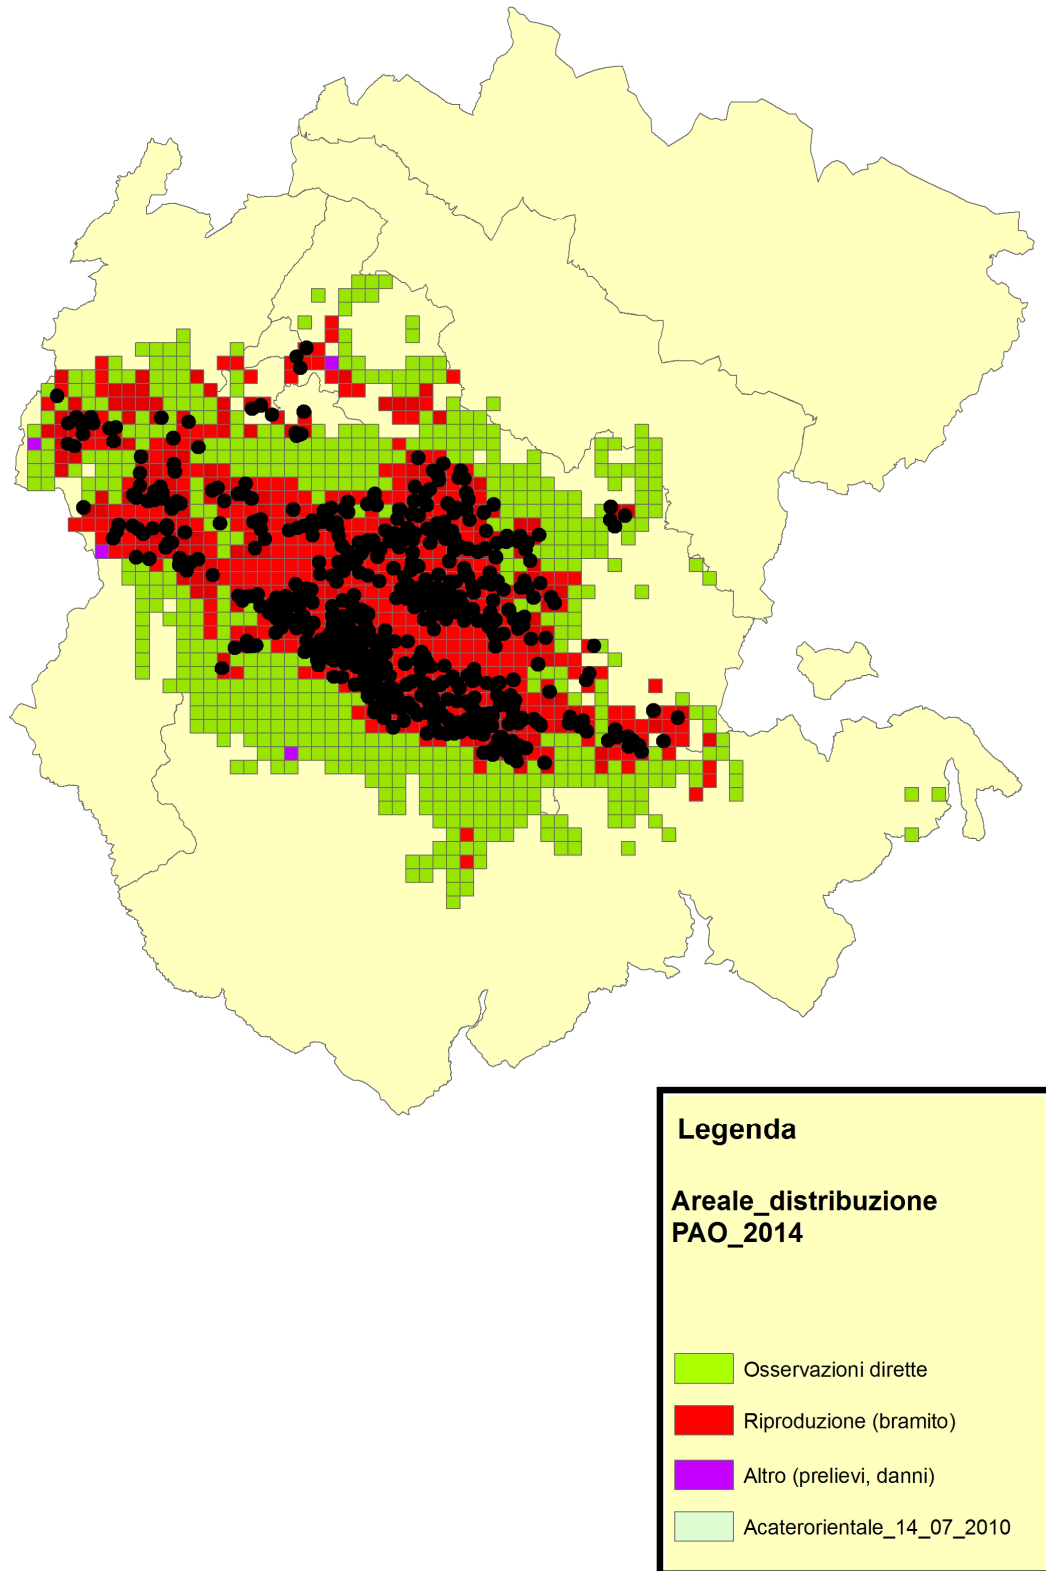 Legenda
Areale_distribuzione
PAO_2014
Osservazioni dirette
Riproduzione (bramito)
Altro (prelievi, danni)
Acaterorientale_14_07_2010